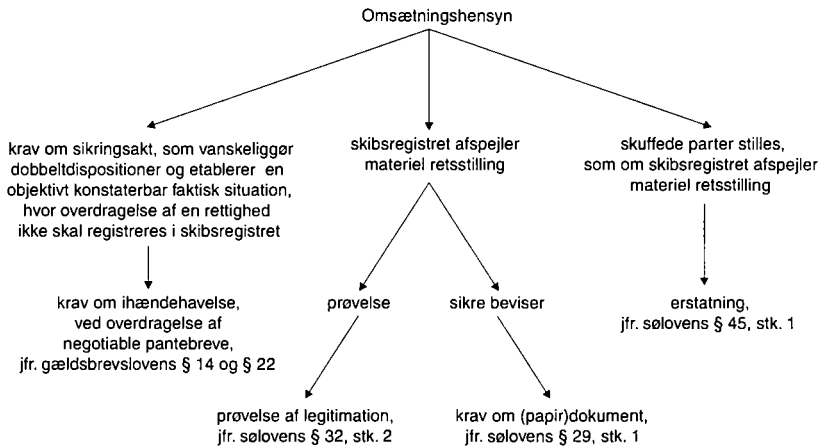 Omsætningshensyn
krav om sikringsakt, som vanskeliggør
dobbeltdispositioner og etablerer en
objektivt konstaterbar faktisk situation,
hvor overdragelse af en rettighed
ikke skal registreres i skibsregistret
skibsregistret afspejler
materiel retsstilling
skuffede parter stilles,
som om skibsregistret afspejler
materiel retsstilling
krav om ihændehavelse,
ved overdragelse af
negotiable pantebreve,
jfr. gældsbrevslovens § 14 og § 22
prøvelse
sikre beviser
erstatning,
jfr. sølovens § 45, stk. 1
prøvelse af legitimation,
jfr. sølovens § 32, stk. 2
krav om (papir)dokument,
jfr. sølovens § 29, stk. 1